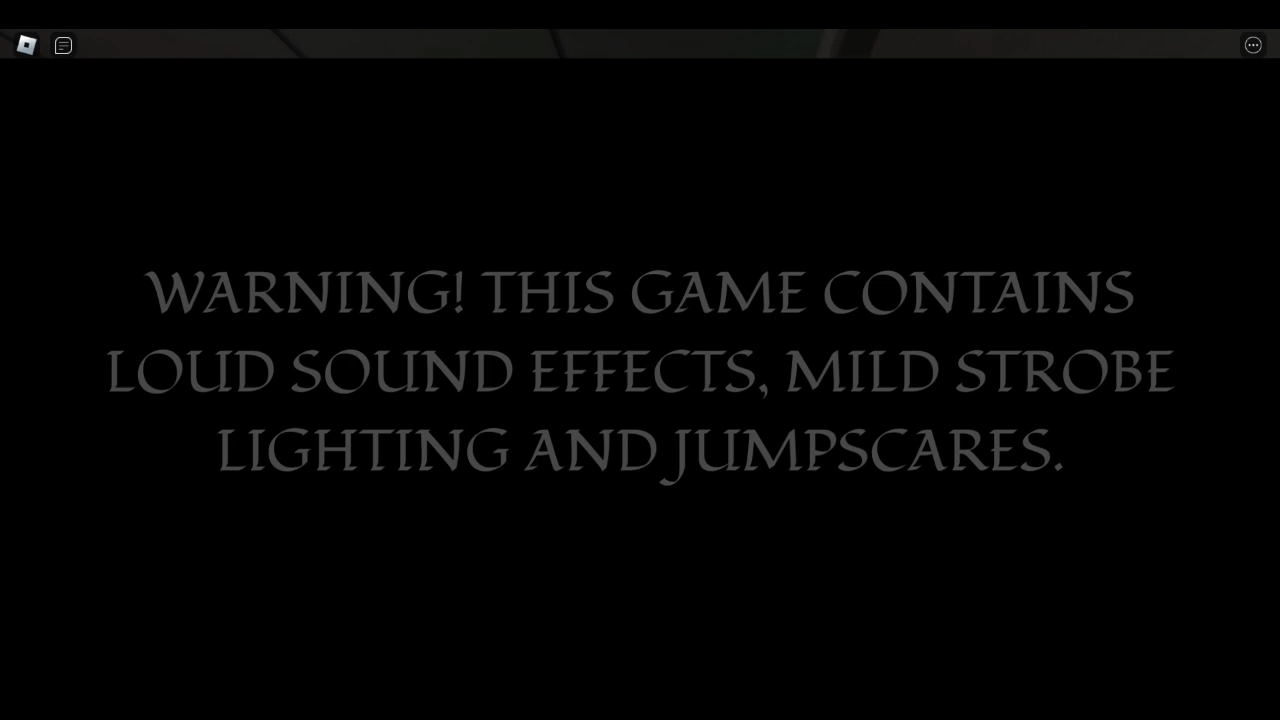 WARNING! THIS GAME CONTAINS
LOUD SOUND EFFECTS, MILD STROBE
LIGHTING AND JUMPSCARES.